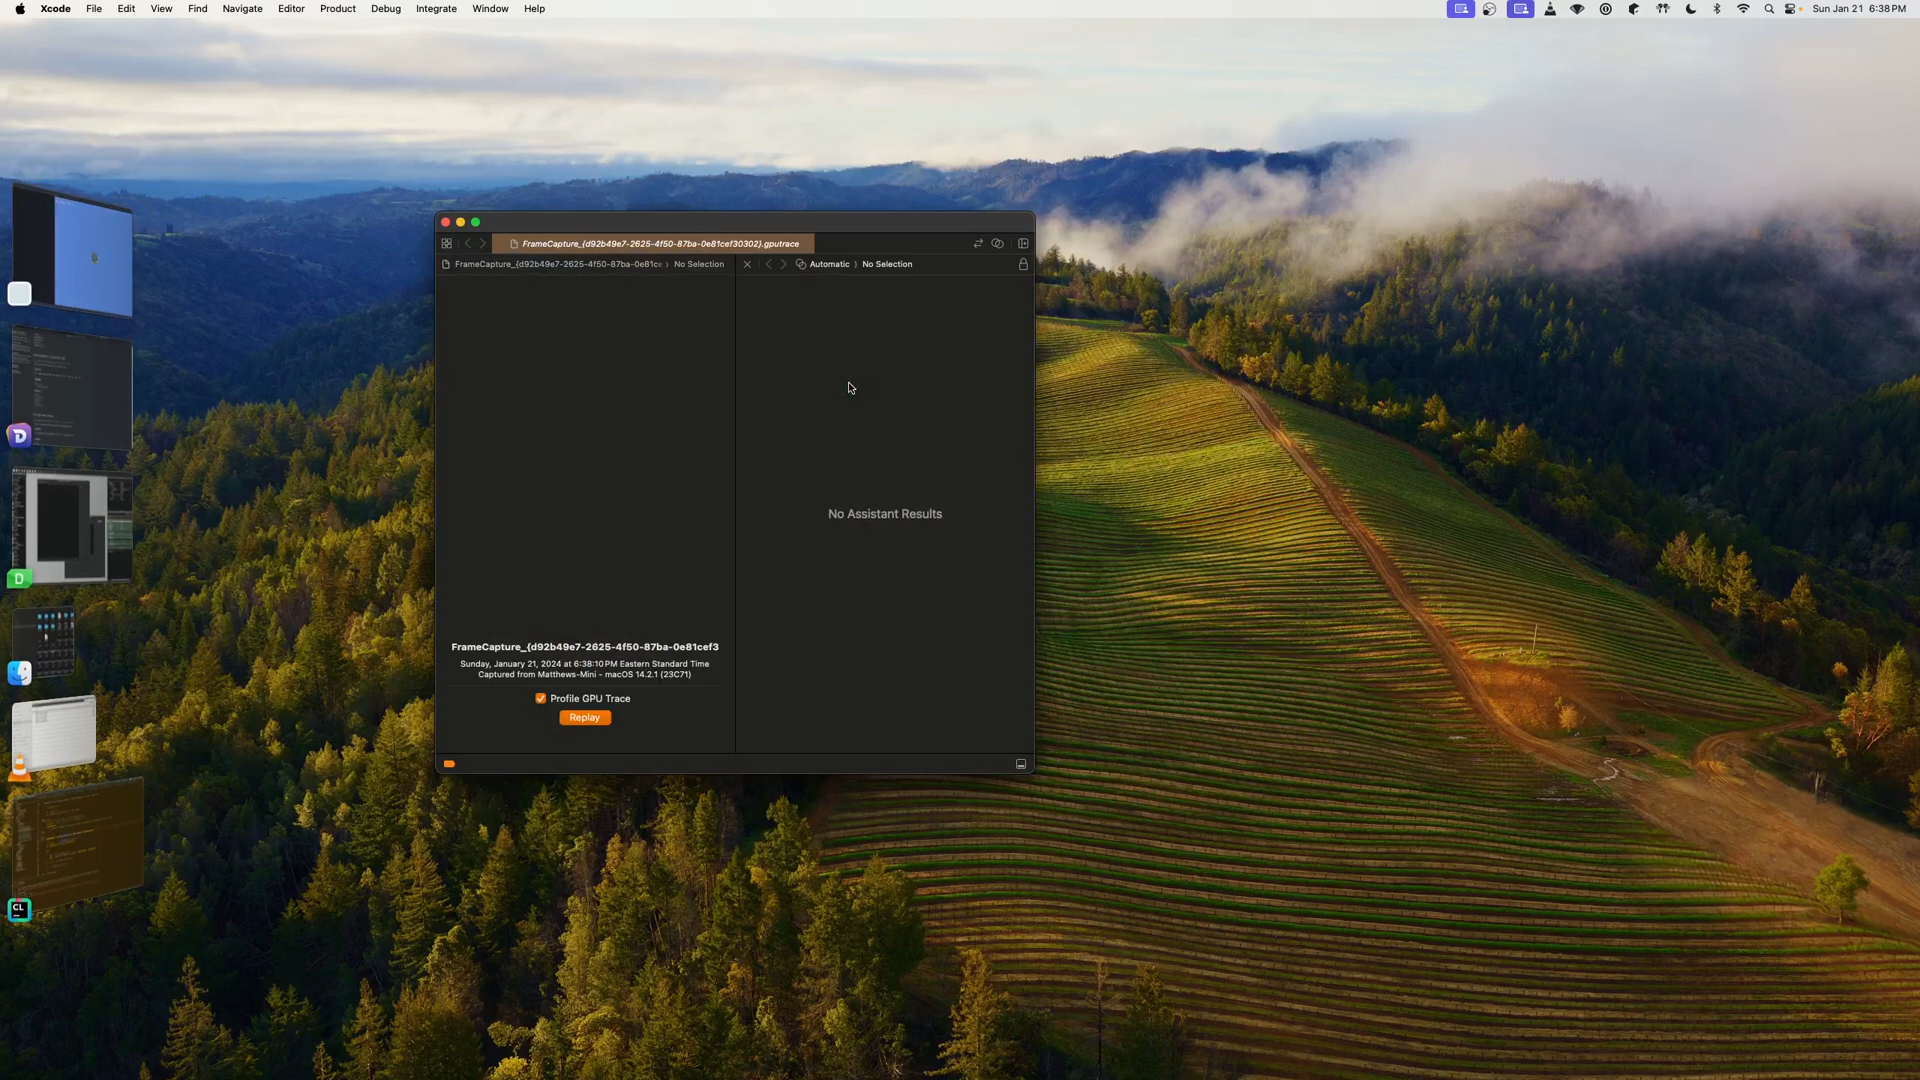 Xcode File Edit View Find Navigate Editor Product Debug Integrate Window Help
Sun Jan 21 6:38 PM
FrameCapture_{d92b49e7-2625-4f50-87ba-0e81cef30302}.gputrace
FrameCapture_{d92b49e7-2625-4f50-87ba-0e81ce › No Selection
Automatic › No Selection
No Assistant Results
FrameCapture_{d92b49e7-2625-4f50-87ba-0e81cef3
Sunday, January 21, 2024 at 6:38:10 PM Eastern Standard Time
Captured from Matthews-Mini - macOS 14.2.1 (23C71)
Profile GPU Trace
Replay
D
D
CL